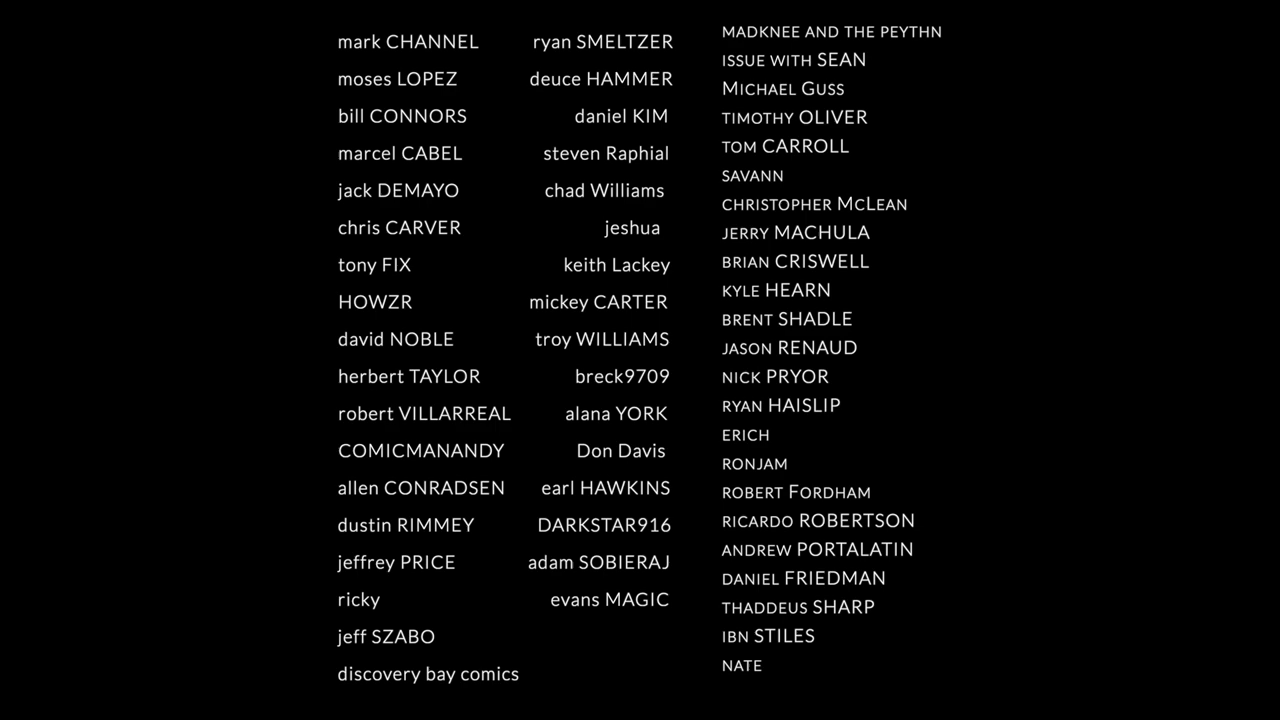 mark CHANNEL
moses LOPEZ
bill CONNORS
marcel CABEL
jack DEMAYO
chris CARVER
tony FIX
HOWZR
david NOBLE
herbert TAYLOR
robert VILLARREAL
COMICMANANDY
allen CONRADSEN
dustin RIMMEY
jeffrey PRICE
ricky
jeff SZABO
discovery bay comics
ryan SMELTZER
deuce HAMMER
daniel KIM
steven Raphial
chad Williams
jeshua
keith Lackey
mickey CARTER
troy WILLIAMS
breck9709
alana YORK
Don Davis
earl HAWKINS
DARKSTAR916
adam SOBIERAJ
evans MAGIC
MADKNEE AND THE PEYTHN
ISSUE WITH SEAN
MICHAEL GUSS
TIMOTHY OLIVER
TOM CARROLL
SAVANN
CHRISTOPHER MCLEAN
JERRY MACHULA
BRIAN CRISWELL
KYLE HEARN
BRENT SHADLE
JASON RENAUD
NICK PRYOR
RYAN HAISLIP
ERICH
RONJAM
ROBERT FORDHAM
RICARDO ROBERTSON
ANDREW PORTALATIN
DANIEL FRIEDMAN
THADDEUS SHARP
IBN STILES
NATE